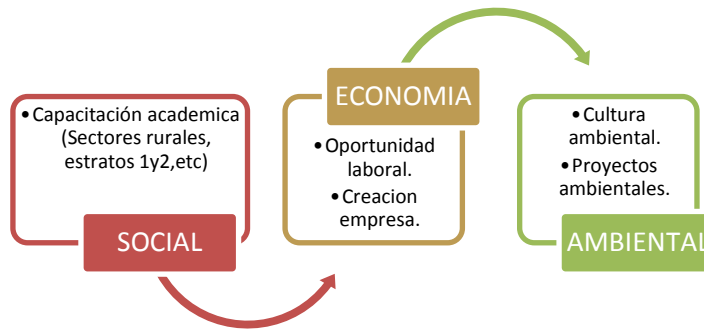 •Capacitación academica
(Sectores rurales,
estratos 1y2,etc)
SOCIAL
ECONOMIA
•Oportunidad
laboral.
•Creacion
empresa.
•Cultura
ambiental.
•Proyectos
ambientales.
AMBIENTAL